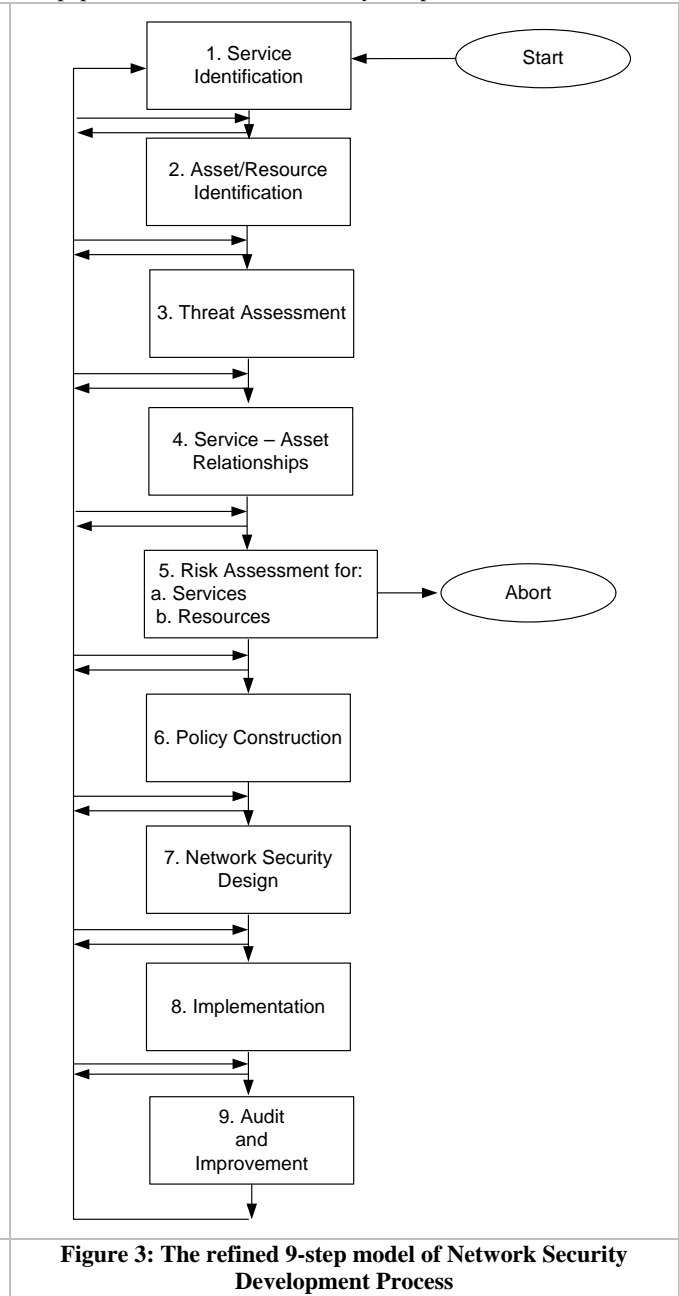 1. Service
Identification
Start
2. Asset/Resource
Identification
3. Threat Assessment
4. Service – Asset
Relationships
5. Risk Assessment for:
a. Services
b. Resources
Abort
6. Policy Construction
7. Network Security
Design
8. Implementation
9. Audit
and
Improvement
Figure 3: The refined 9-step model of Network Security
Development Process